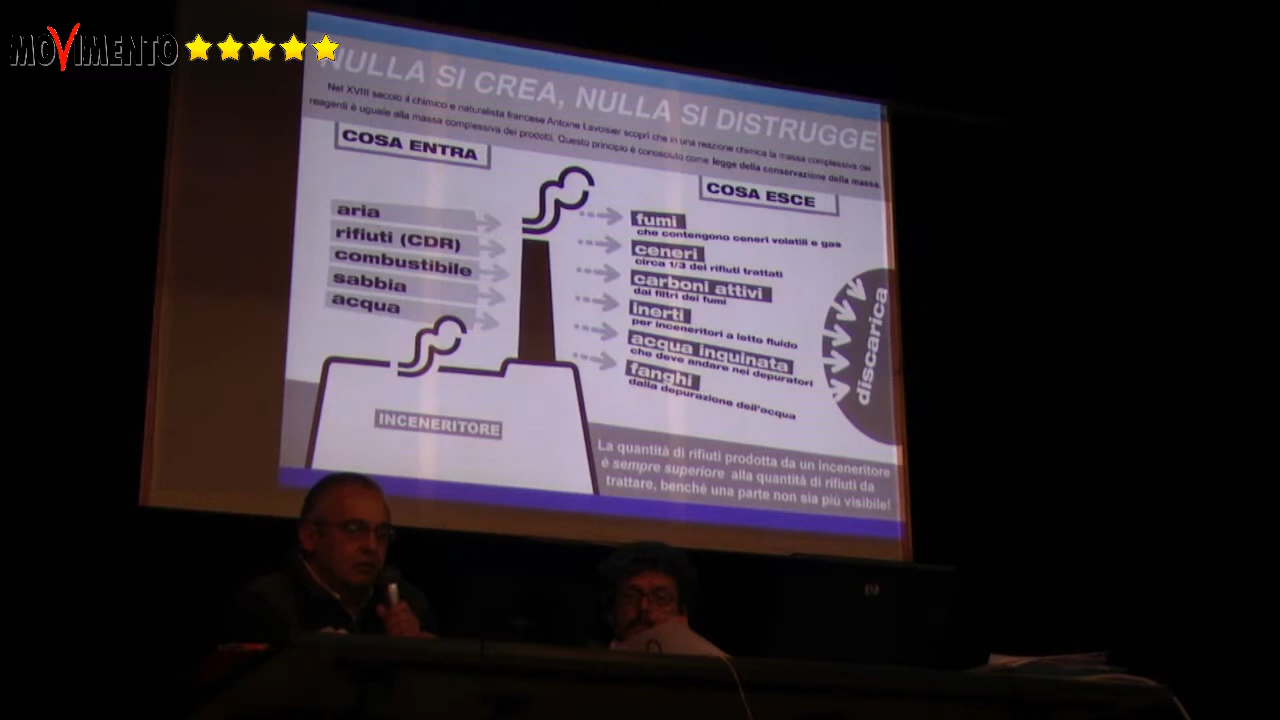 MOVIMENTO
NULLA SI CREA, NULLA SI DISTRUGGE
Nel XVIII secolo il chimico e naturalista francese Antoine Lavoisier scoprì che in una reazione chimica la massa complessiva dei
reagenti è uguale alla massa complessiva dei prodotti. Questo principio è conosciuto come legge della conservazione della massa.
COSA ENTRA
aria
rifiuti (CDR)
combustibile
sabbia
acqua
INCENERITORE
COSA ESCE
fumi
che contengono ceneri volatili e gas
ceneri
circa 1/3 dei rifiuti trattati
carboni attivi
dai filtri dei fumi
inerti
per inceneritori a letto fluido
acqua inquinata
che deve andare nei depuratori
fanghi
dalla depurazione dell'acqua
discarica
La quantità di rifiuti prodotta da un inceneritore
è sempre superiore alla quantità di rifiuti da
trattare, benché una parte non sia più visibile!
hp